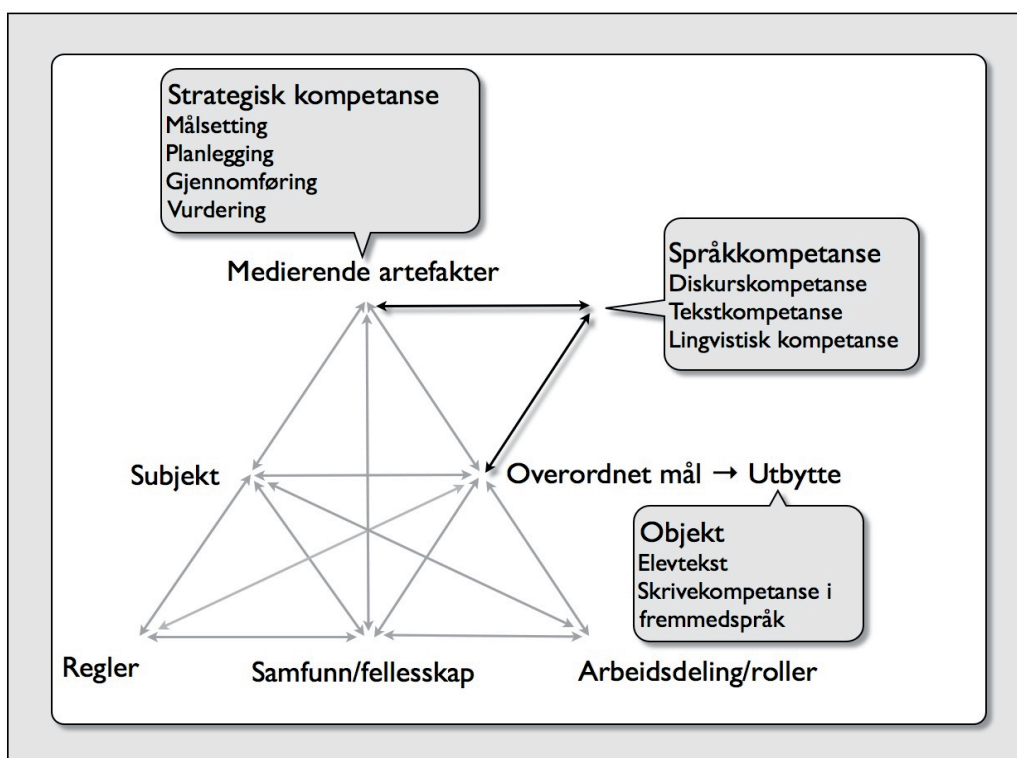 Strategisk kompetanse
Målsetting
Planlegging
Gjennomføring
Vurdering
Medierende artefakter
Språkkompetanse
Diskurskompetanse
Tekstkompetanse
Lingvistisk kompetanse
Subjekt
Overordnet mål → Utbytte
Objekt
Elevtekst
Skrivekompetanse i
fremmedspråk
Regler
Samfunn/fellesskap
Arbeidsdeling/roller